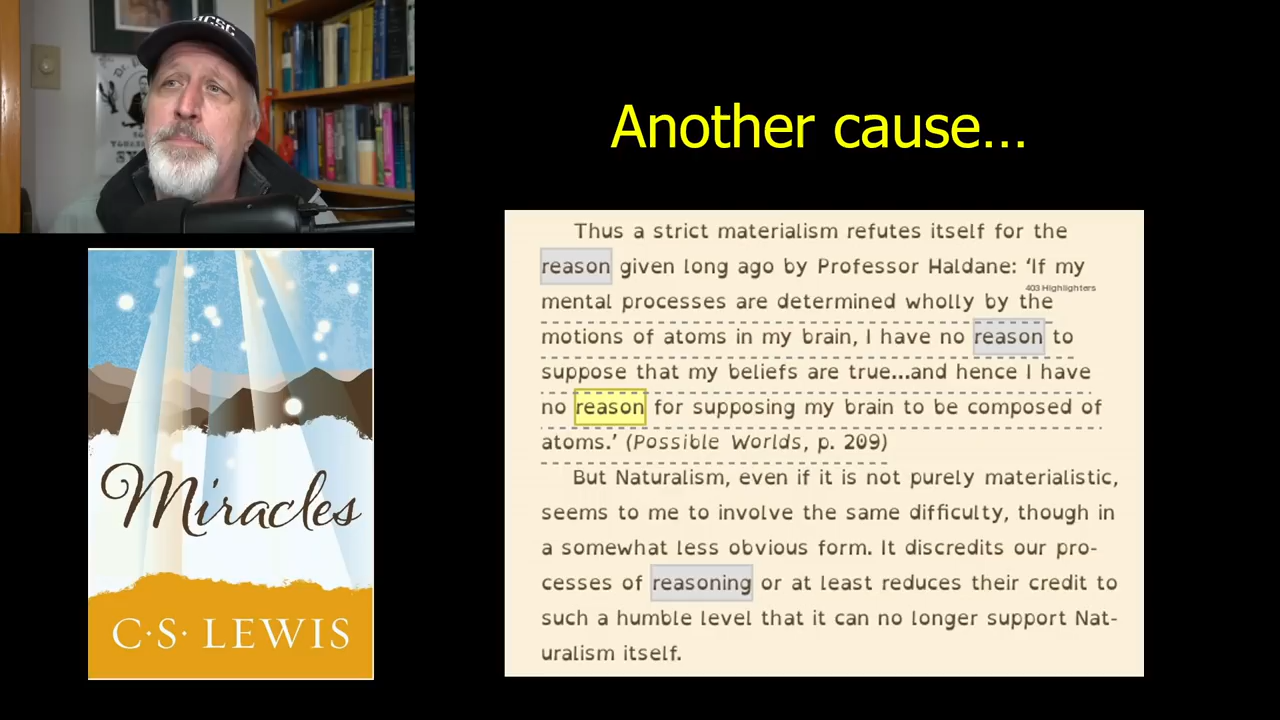 UCSC
Another cause...
Thus a strict materialism refutes itself for the
reason given long ago by Professor Haldane: ‘If my
403 Highlighters
mental processes are determined wholly by the
motions of atoms in my brain, I have no reason to
suppose that my beliefs are true...and hence I have
no reason for supposing my brain to be composed of
atoms.’ (Possible Worlds, p. 209)
But Naturalism, even if it is not purely materialistic,
seems to me to involve the same difficulty, though in
a somewhat less obvious form. It discredits our pro-
cesses of reasoning or at least reduces their credit to
such a humble level that it can no longer support Nat-
uralism itself.
Miracles
C·S· LEWIS